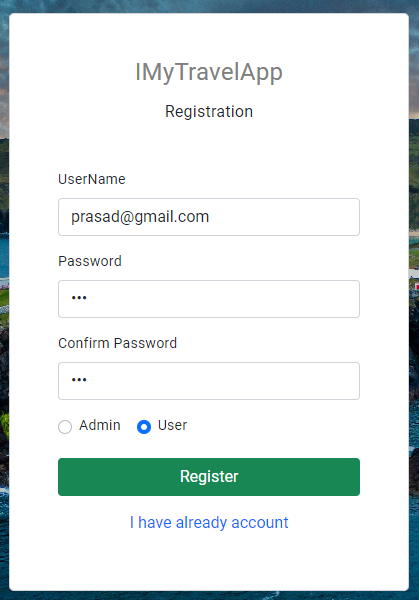 IMyTravelApp
Registration
UserName
prasad@gmail.com
Password
•••
Confirm Password
•••
Admin User
Register
I have already account